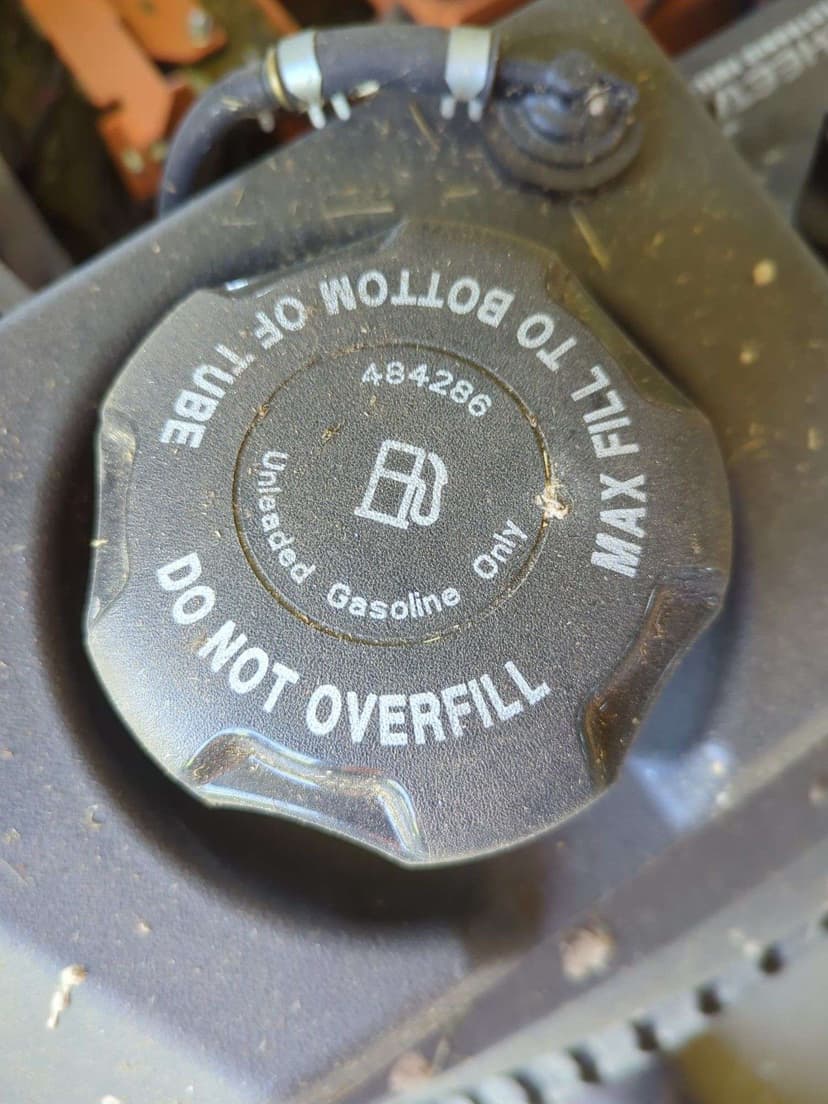 MAX FILL TO BOTTOM OF TUBE
484286
Unleaded Gasoline Only
DO NOT OVERFILL